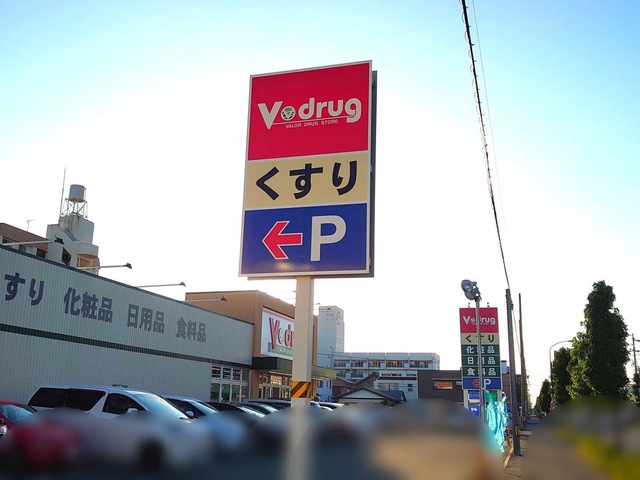 V drug
VALOR DRUG STORE
くすり
P
すり 化粧品 日用品 食料品
V dru
V drug
くすり
化粧品
日用品
食料品
P